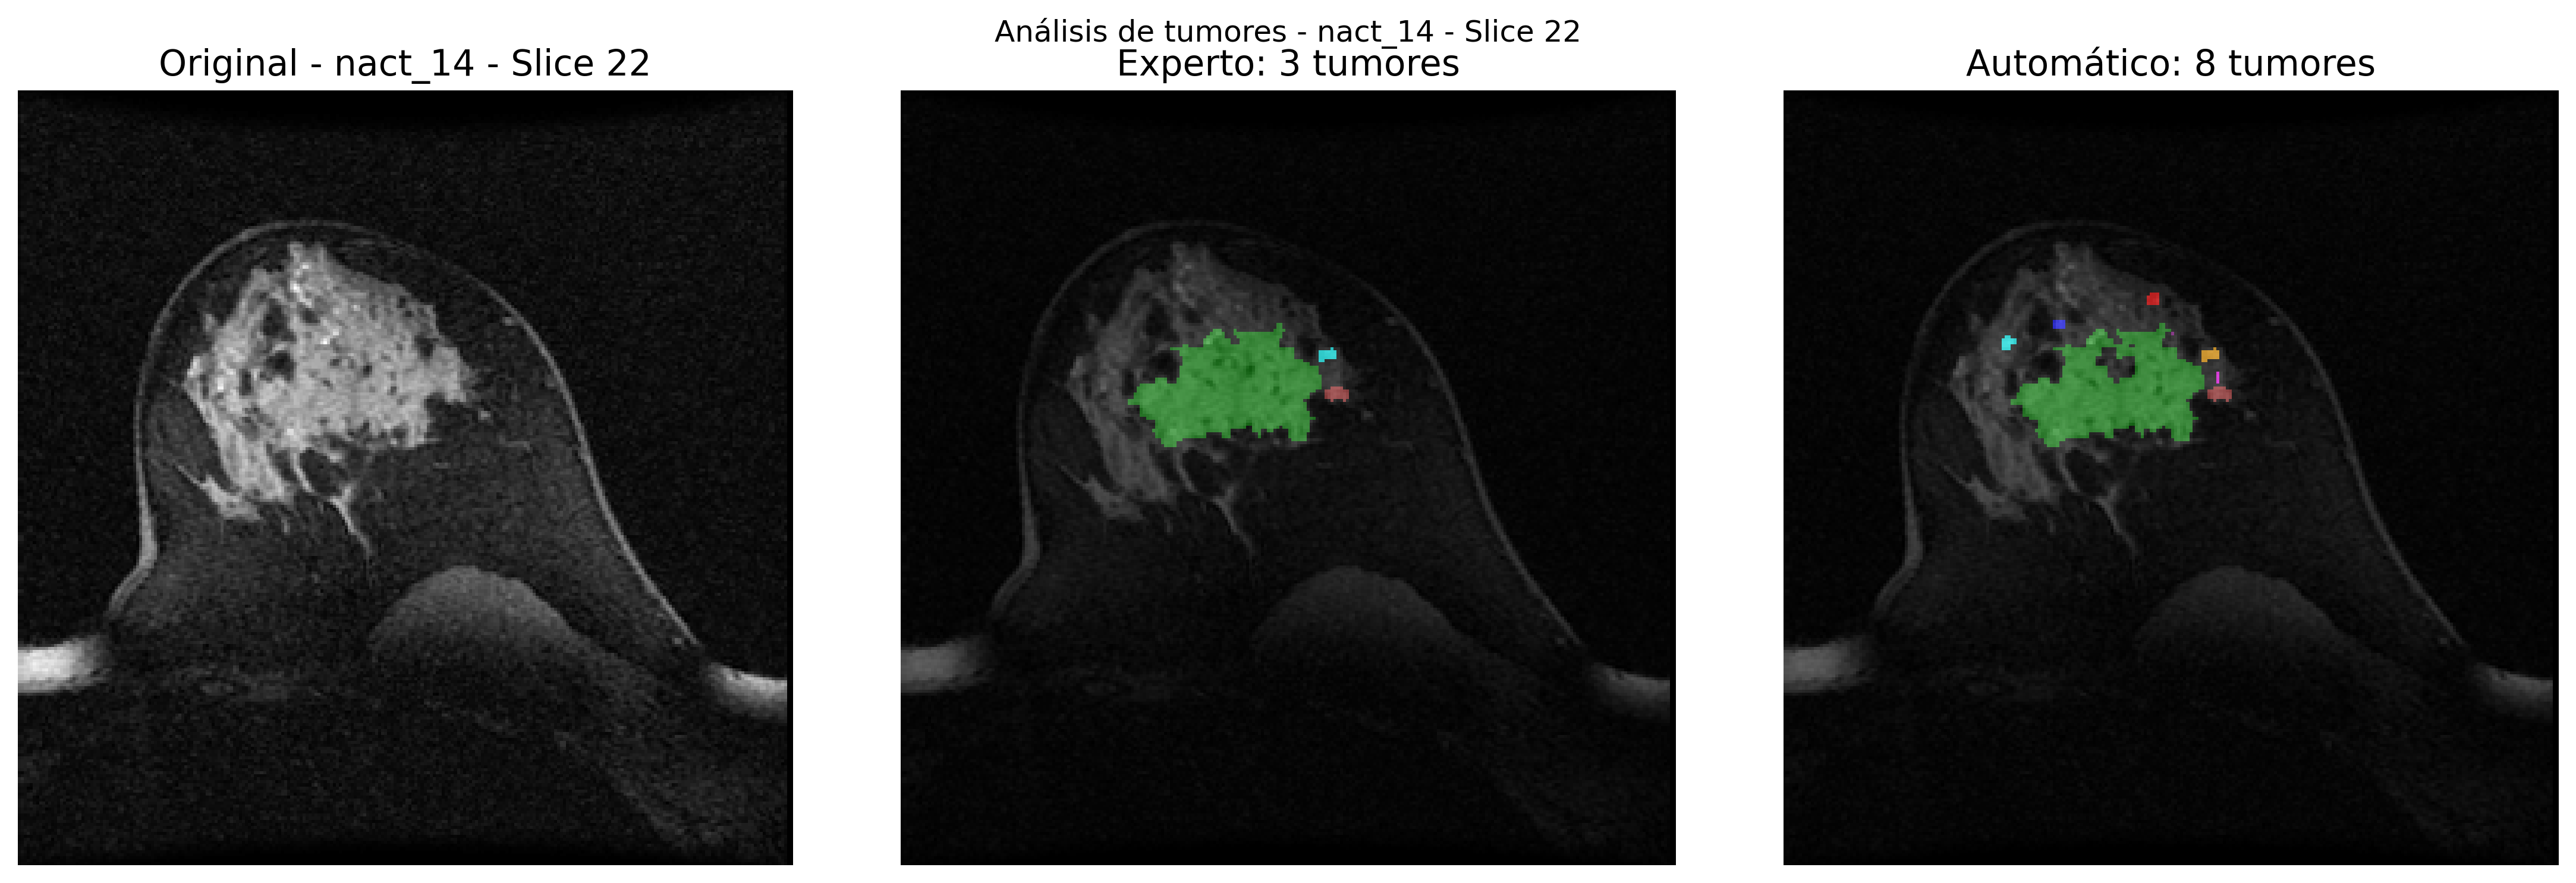 Análisis de tumores - nact_14 - Slice 22
Original - nact_14 - Slice 22
Experto: 3 tumores
Automático: 8 tumores